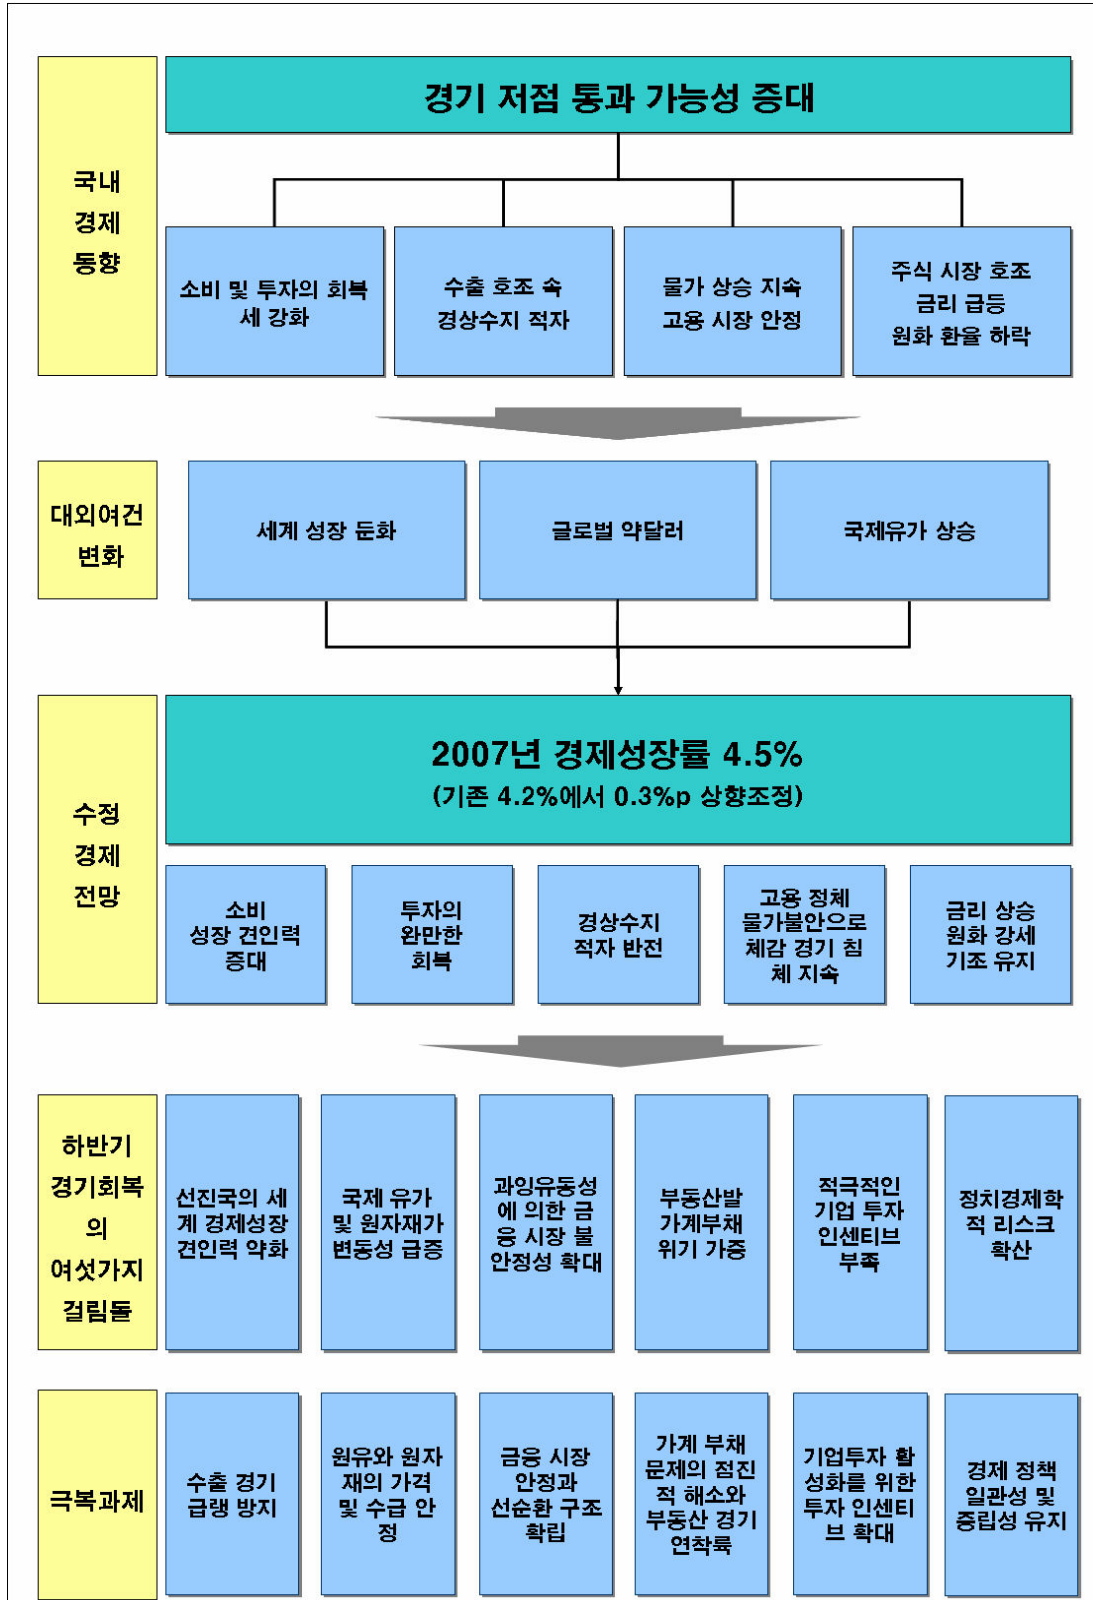 경기 저점 통과 가능성 증대
국내
경제
동향
소비 및 투자의 회복
세 강화
수출 호조 속
경상수지 적자
물가 상승 지속
고용 시장 안정
주식 시장 호조
금리 급등
원화 환율 하락
대외여건
변화
세계 성장 둔화
글로벌 약달러
국제유가 상승
수정
경제
전망
2007년 경제성장률 4.5%
(기존 4.2%에서 0.3%p 상향조정)
소비
성장 견인력
증대
투자의
완만한
회복
경상수지
적자 반전
고용 정체
물가불안으로
체감 경기 침
체 지속
금리 상승
원화 강세
기조 유지
하반기
경기회복
의
여섯가지
걸림돌
선진국의 세
계 경제성장
견인력 약화
국제 유가
및 원자재가
변동성 급증
과잉유동성
에 의한 금
융 시장 불
안정성 확대
부동산발
가계부채
위기 가중
적극적인
기업 투자
인센티브
부족
정치경제학
적 리스크
확산
극복과제
수출 경기
급랭 방지
원유와 원자
재의 가격
및 수급 안
정
금융 시장
안정과
선순환 구조
확립
가계 부채
문제의 점진
적 해소와
부동산 경기
연착륙
기업투자 활
성화를 위한
투자 인센티
브 확대
경제 정책
일관성 및
중립성 유지